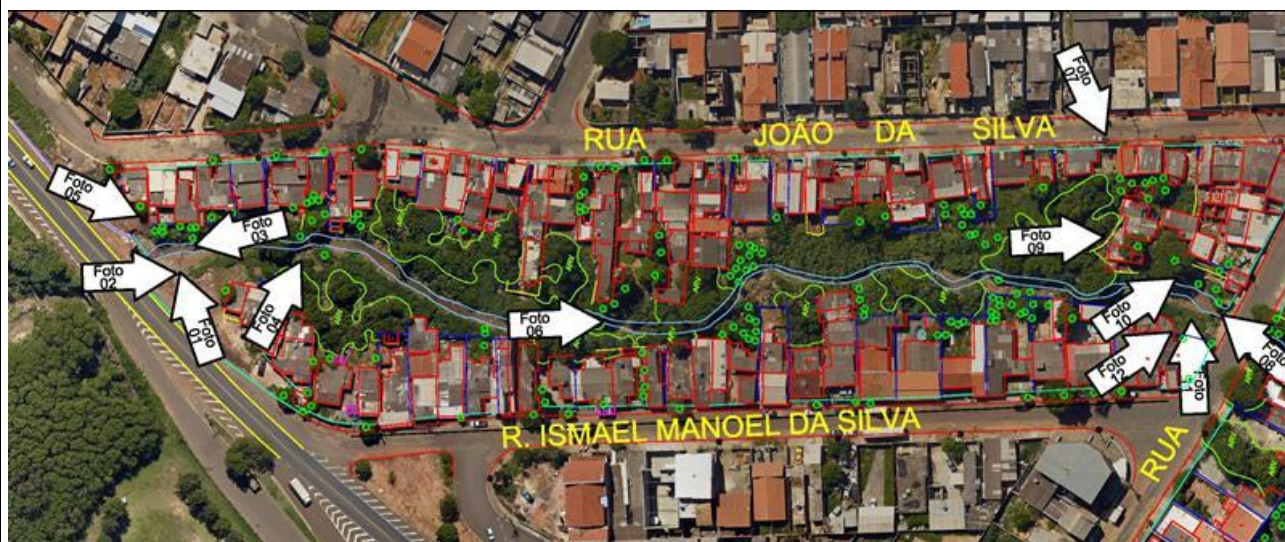 Foto 07
RUA JOÃO DA SILVA
Foto 05
Foto 03
Foto 02
Foto 09
Foto 01
Foto 04
Foto 06
Foto 10
Foto 12
Foto 08
R. ISMAEL MANOEL DA SILVA
RUA